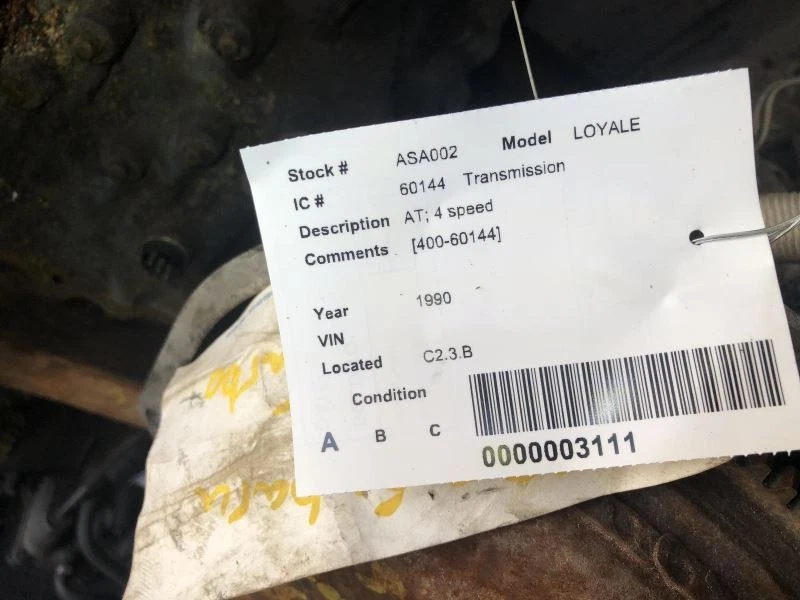 Stock # ASA002 Model LOYALE
IC # 60144 Transmission
Description AT; 4 speed
Comments [400-60144]
Year 1990
VIN
Located C2.3.B
Condition
A B C
0000003111